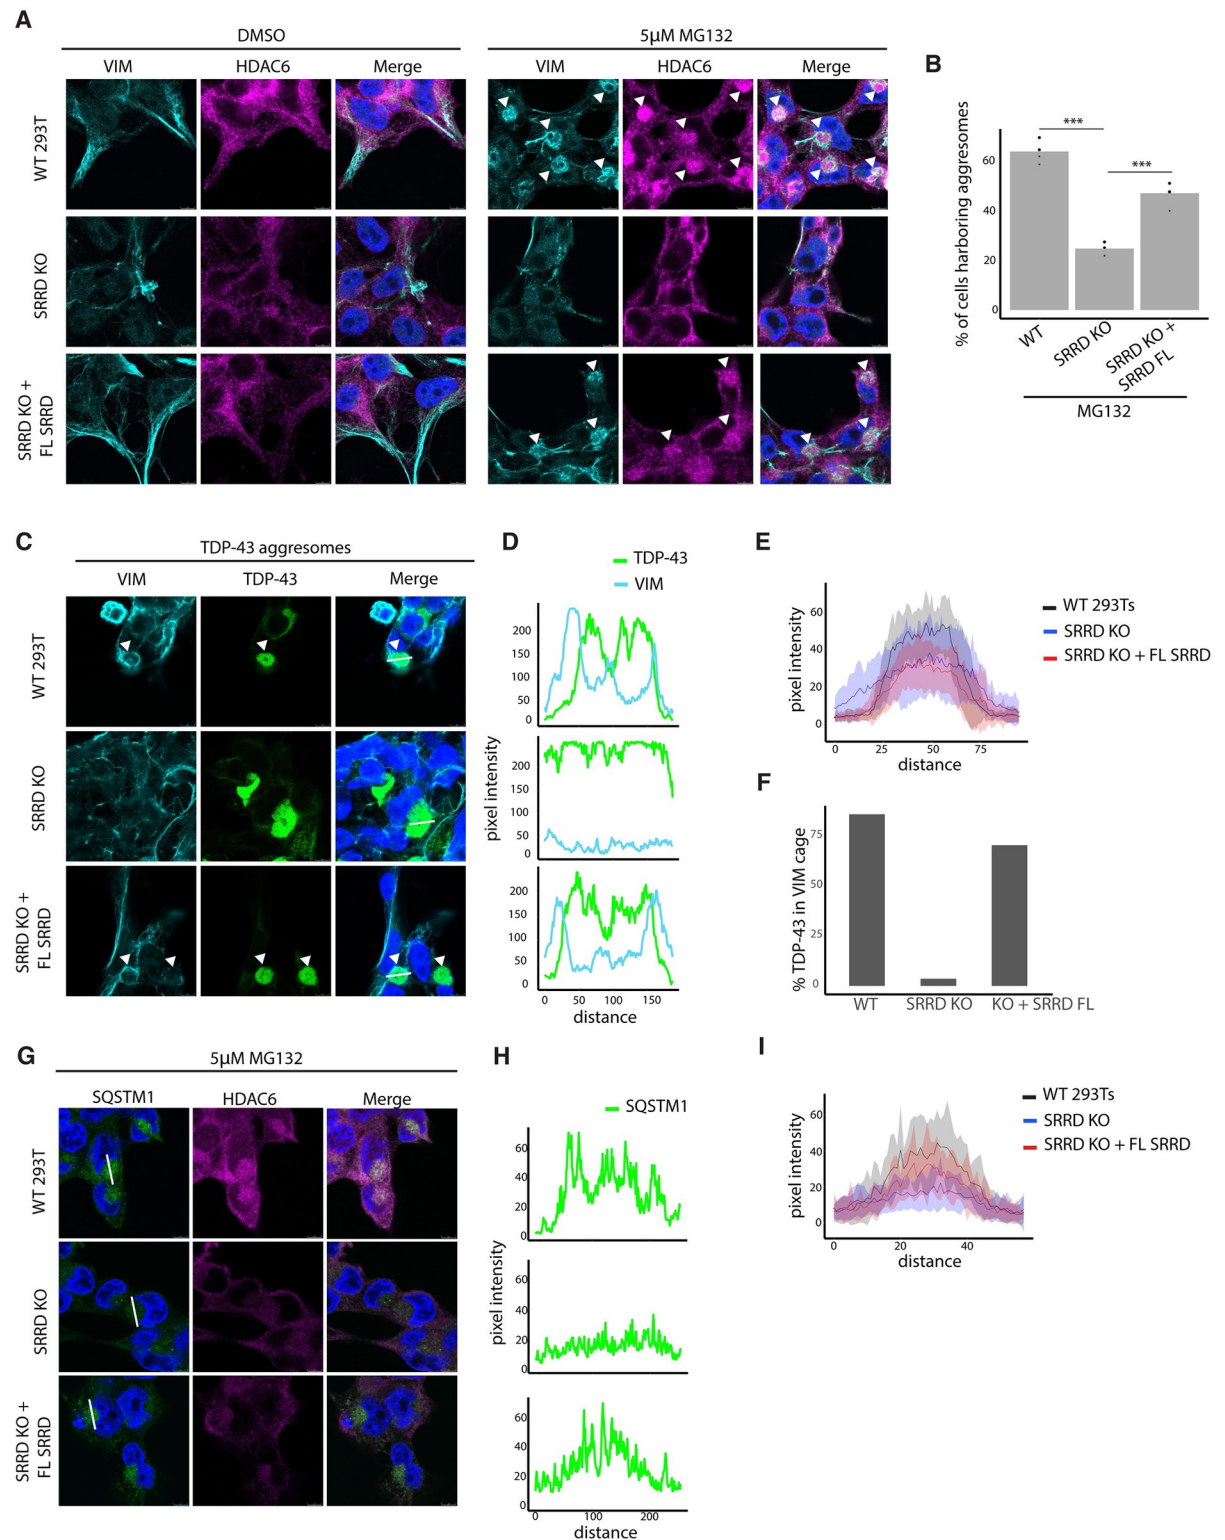 A
DMSO
5µM MG132
VIM
HDAC6
Merge
VIM
HDAC6
Merge
WT 293T
SRRD KO
SRRD KO +
FL SRRD
B
***
***
% of cells harboring aggresomes
60
40
20
0
WT
SRRD KO
SRRD KO +
SRRD FL
MG132
C
TDP-43 aggresomes
VIM
TDP-43
Merge
WT 293T
SRRD KO
SRRD KO +
FL SRRD
D
TDP-43
VIM
pixel intensity
200
150
100
50
0
200
150
100
50
0
200
150
100
50
0
0 50 100 150
distance
E
pixel intensity
60
40
20
0
0 25 50 75
distance
WT 293Ts
SRRD KO
SRRD KO + FL SRRD
F
% TDP-43 in VIM cage
75
50
25
0
WT SRRD KO KO + SRRD FL
G
5µM MG132
SQSTM1
HDAC6
Merge
WT 293T
SRRD KO
SRRD KO +
FL SRRD
H
SQSTM1
pixel intensity
60
40
20
0
60
40
20
0
60
40
20
0
0 100 200
distance
I
pixel intensity
60
40
20
0
0 20 40
distance
WT 293Ts
SRRD KO
SRRD KO + FL SRRD